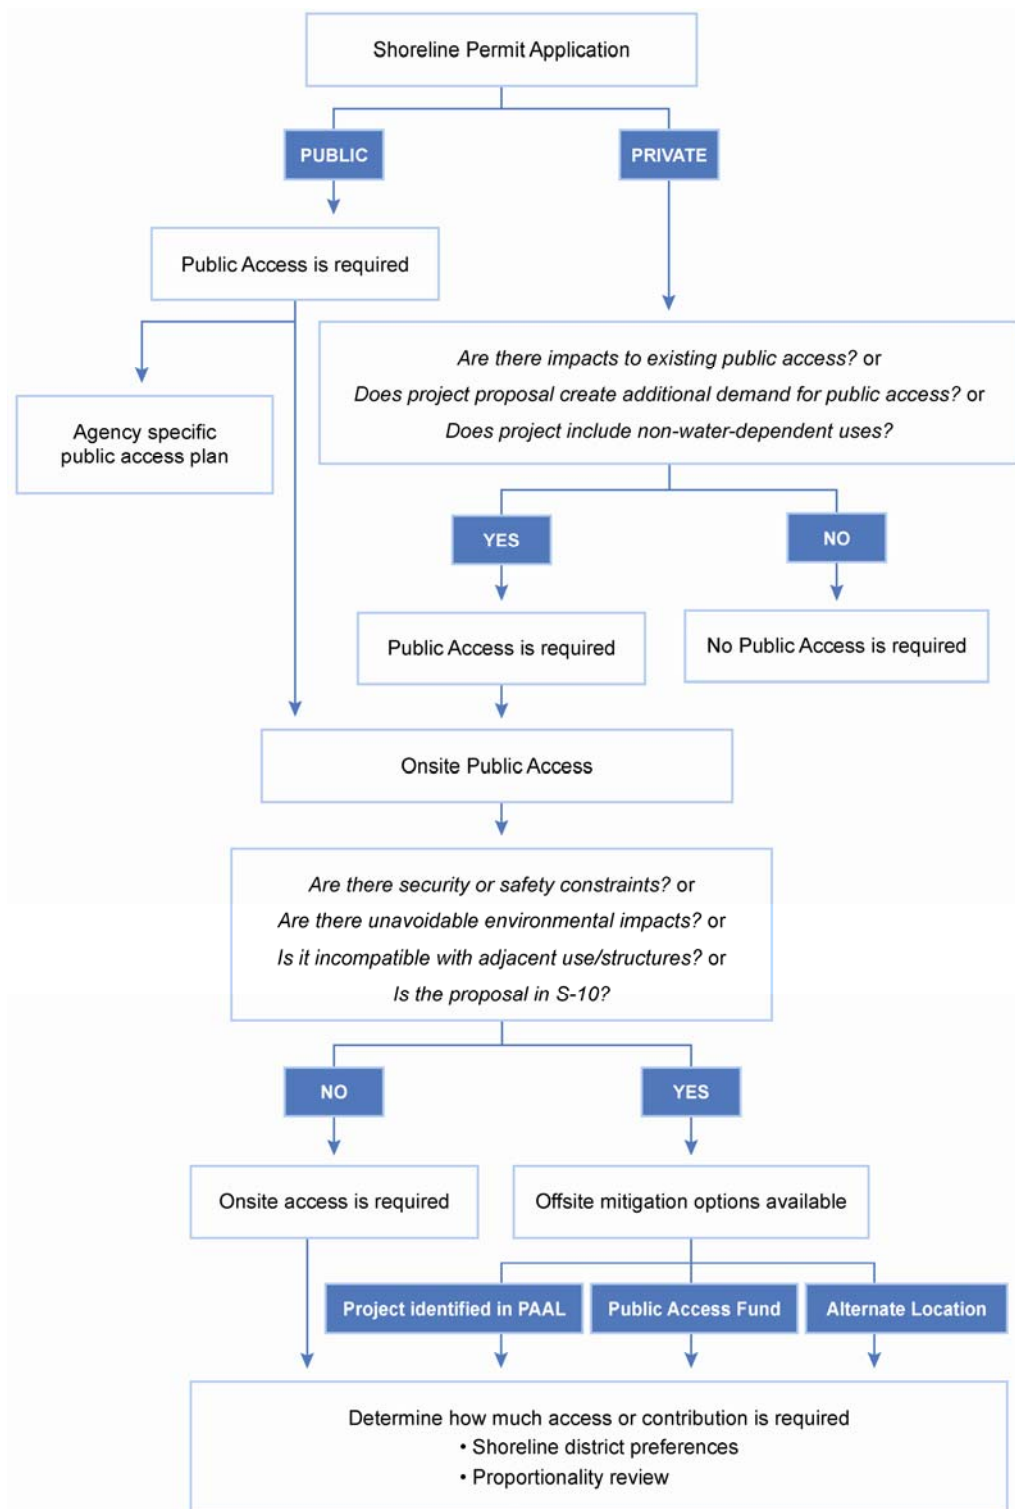 Shoreline Permit Application
PUBLIC
PRIVATE
Public Access is required
Are there impacts to existing public access? or
Does project proposal create additional demand for public access? or
Does project include non-water-dependent uses?
Agency specific
public access plan
YES
NO
Public Access is required
No Public Access is required
Onsite Public Access
Are there security or safety constraints? or
Are there unavoidable environmental impacts? or
Is it incompatible with adjacent use/structures? or
Is the proposal in S-10?
NO
YES
Onsite access is required
Offsite mitigation options available
Project identified in PAAL
Public Access Fund
Alternate Location
Determine how much access or contribution is required
• Shoreline district preferences
• Proportionality review